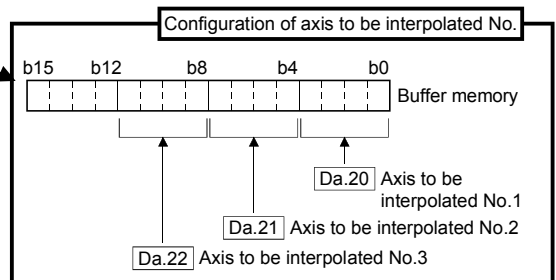 Configuration of axis to be interpolated No.
b15 b12 b8 b4 b0
Buffer memory
Da.20 Axis to be
interpolated No.1
Da.21 Axis to be interpolated No.2
Da.22 Axis to be interpolated No.3